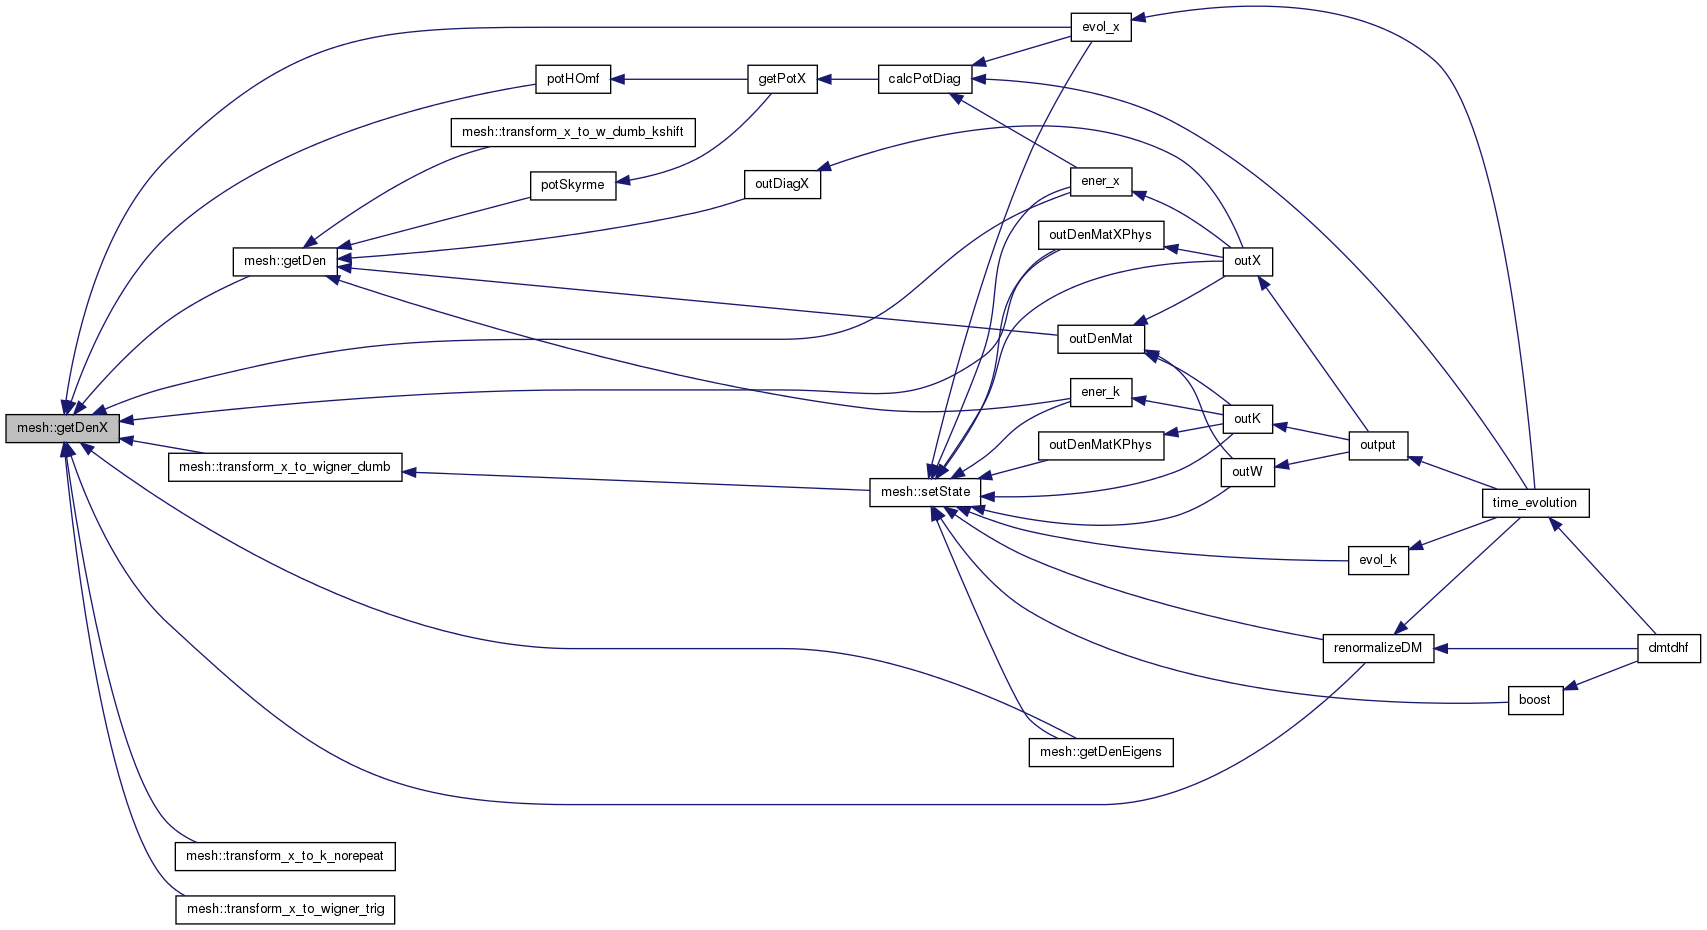 evol_x
potHOmf
getPotX
calcPotDiag
mesh::transform_x_to_w_dumb_kshift
potSkyrme
outDiagX
ener_x
outDenMatXPhys
mesh::getDen
outX
outDenMat
ener_k
mesh::getDenX
outK
outDenMatKPhys
output
mesh::transform_x_to_wigner_dumb
outW
mesh::setState
time_evolution
evol_k
renormalizeDM
dmtdhf
boost
mesh::getDenEigens
mesh::transform_x_to_k_norepeat
mesh::transform_x_to_wigner_trig